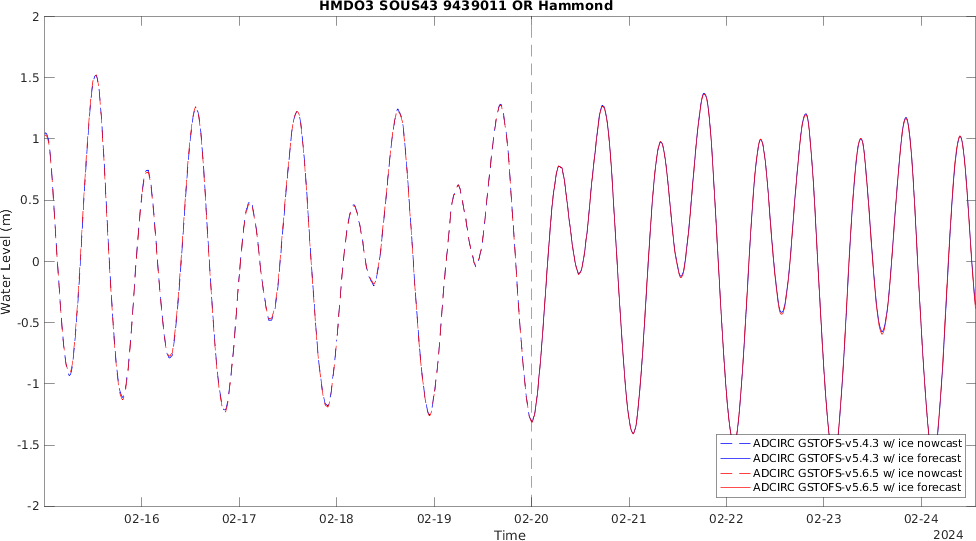 HMDO3 SOUS43 9439011 OR Hammond
2
1.5
1
0.5
0
-0.5
-1
-1.5
-2
Water Level (m)
ADCIRC GSTOFS-v5.4.3 w/ ice nowcast
ADCIRC GSTOFS-v5.4.3 w/ ice forecast
ADCIRC GSTOFS-v5.6.5 w/ ice nowcast
ADCIRC GSTOFS-v5.6.5 w/ ice forecast
02-16 02-17 02-18 02-19 02-20 02-21 02-22 02-23 02-24
Time
2024